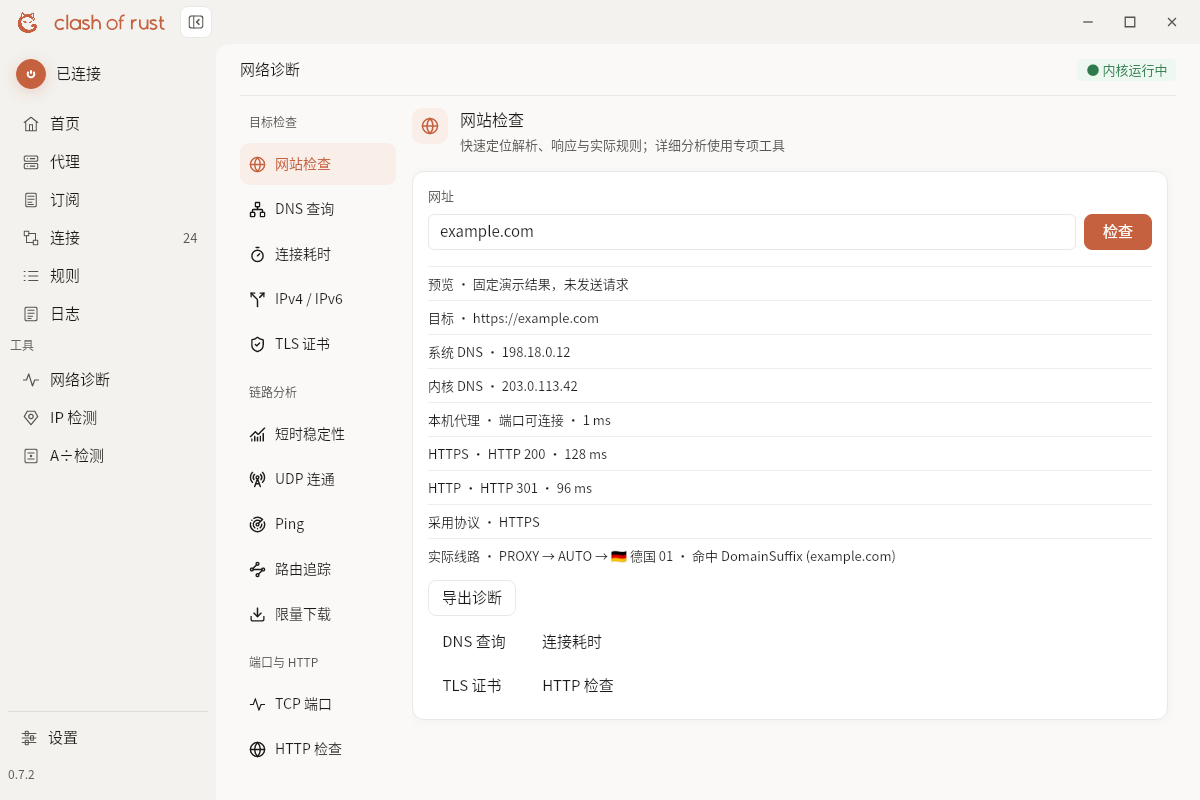 clash of rust
已连接
首页
代理
订阅
连接 24
规则
日志
工具
网络诊断
IP 检测
A÷检测
设置
0.7.2
网络诊断
内核运行中
目标检查
网站检查
DNS 查询
连接耗时
IPv4 / IPv6
TLS 证书
链路分析
短时稳定性
UDP 连通
Ping
路由追踪
限量下载
端口与 HTTP
TCP 端口
HTTP 检查
网站检查
快速定位解析、响应与实际规则；详细分析使用专项工具
网址
example.com 检查
预览 · 固定演示结果，未发送请求
目标 · https://example.com
系统 DNS · 198.18.0.12
内核 DNS · 203.0.113.42
本机代理 · 端口可连接 · 1 ms
HTTPS · HTTP 200 · 128 ms
HTTP · HTTP 301 · 96 ms
采用协议 · HTTPS
实际线路 · PROXY → AUTO → 🇩🇪 德国 01 · 命中 DomainSuffix (example.com)
导出诊断
DNS 查询 连接耗时
TLS 证书 HTTP 检查